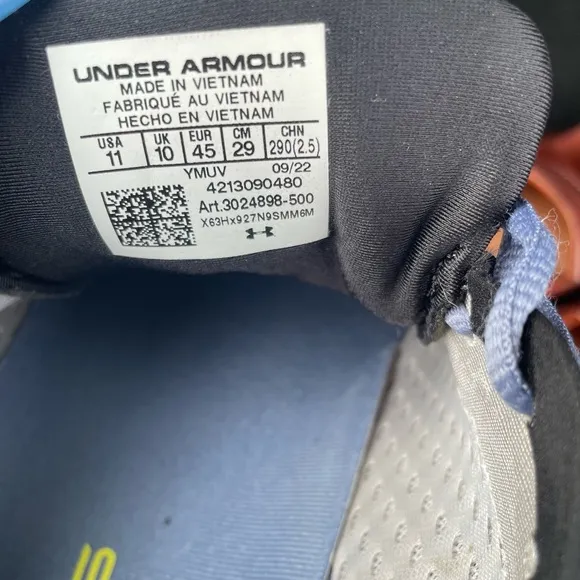 UNDER ARMOUR
MADE IN VIETNAM
FABRIQUÉ AU VIETNAM
HECHO EN VIETNAM
USA UK EUR CM CHN
11 10 45 29 290(2.5)
YMUV 09/22
4213090480
Art.3024898-500
X63Hx927N9SMM6M